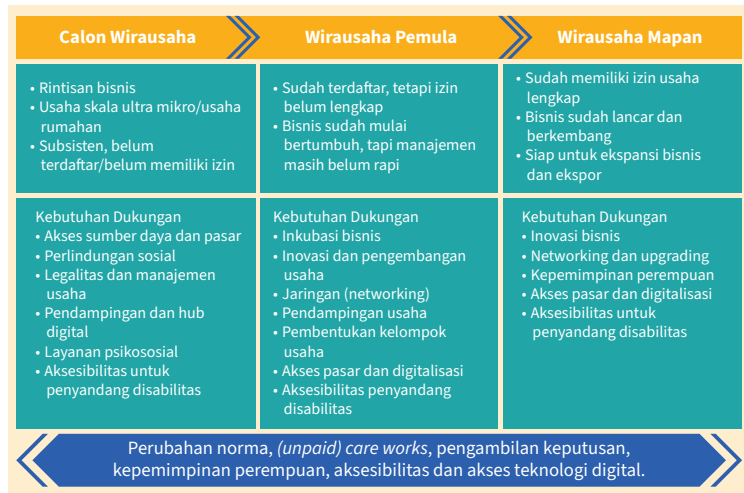 Calon Wirausaha
Wirausaha Pemula
Wirausaha Mapan
• Rintisan bisnis
• Usaha skala ultra mikro/usaha
rumahan
• Subsisten, belum
terdaftar/belum memiliki izin
• Sudah terdaftar, tetapi izin
belum lengkap
• Bisnis sudah mulai
bertumbuh, tapi manajemen
masih belum rapi
• Sudah memiliki izin usaha
lengkap
• Bisnis sudah lancar dan
berkembang
• Siap untuk ekspansi bisnis
dan ekspor
Kebutuhan Dukungan
• Akses sumber daya dan pasar
• Perlindungan sosial
• Legalitas dan manajemen
usaha
• Pendampingan dan hub
digital
• Layanan psikososial
• Aksesibilitas untuk
penyandang disabilitas
Kebutuhan Dukungan
• Inkubasi bisnis
• Inovasi dan pengembangan
usaha
• Jaringan (networking)
• Pendampingan usaha
• Pembentukan kelompok
usaha
• Akses pasar dan digitalisasi
• Aksesibilitas penyandang
disabilitas
Kebutuhan Dukungan
• Inovasi bisnis
• Networking dan upgrading
• Kepemimpinan perempuan
• Akses pasar dan digitalisasi
• Aksesibilitas untuk
penyandang disabilitas
Perubahan norma, (unpaid) care works, pengambilan keputusan,
kepemimpinan perempuan, aksesibilitas dan akses teknologi digital.